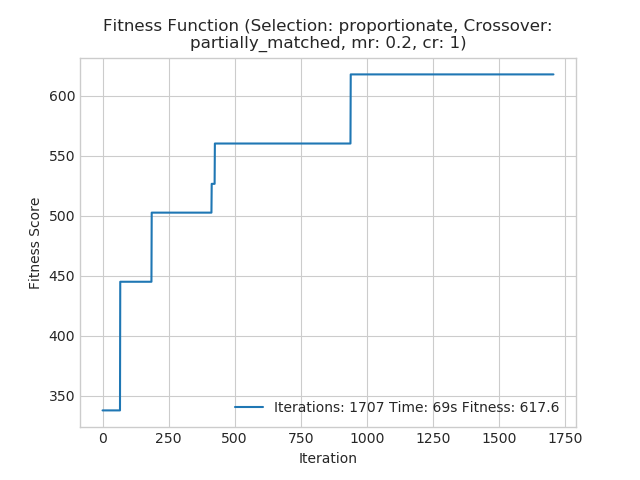 Fitness Function (Selection: proportionate, Crossover:
partially_matched, mr: 0.2, cr: 1)
Fitness Score
600
550
500
450
400
350
Iterations: 1707 Time: 69s Fitness: 617.6
0
250
500
750
1000
1250
1500
1750
Iteration